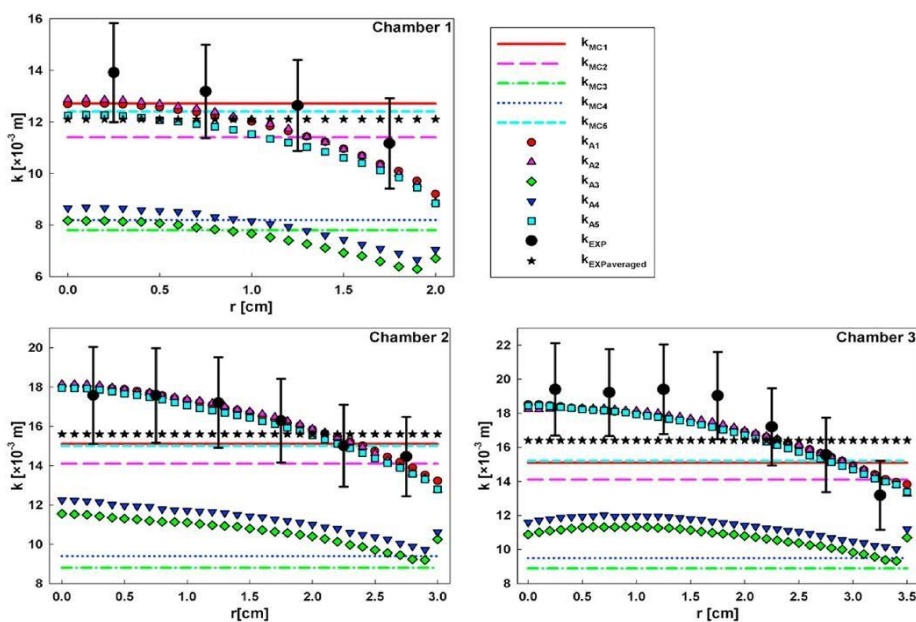 Chamber 1
16
14
12
10
8
6
k [×10⁻³ m]
0.0 0.5 1.0 1.5 2.0
r [cm]
k_MC1
k_MC2
k_MC3
k_MC4
k_MC5
k_A1
k_A2
k_A3
k_A4
k_A5
k_EXP
k_EXPaveraged
Chamber 2
20
18
16
14
12
10
8
k [×10⁻³ m]
0.0 0.5 1.0 1.5 2.0 2.5 3.0
r[cm]
Chamber 3
22
20
18
16
14
12
10
8
k [×10⁻³ m]
0.0 0.5 1.0 1.5 2.0 2.5 3.0 3.5
r [cm]